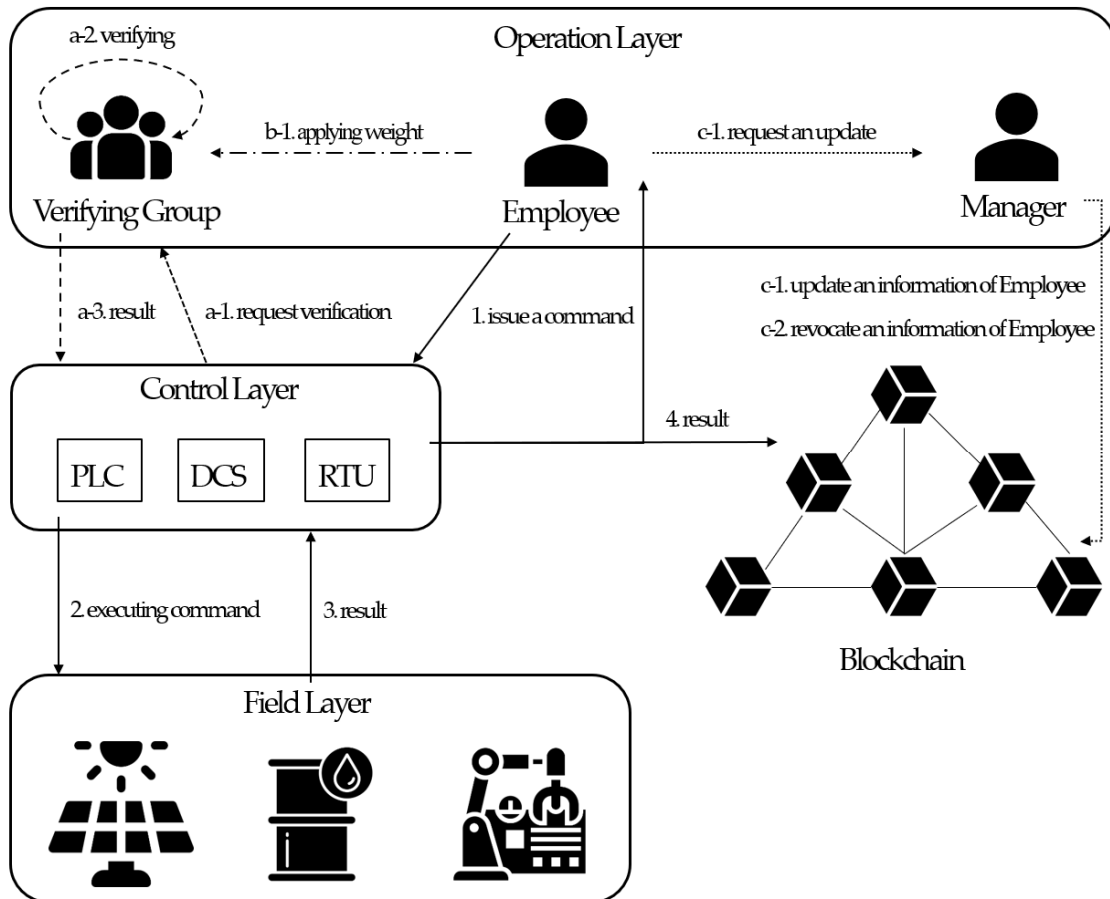 a-2. verifying
Operation Layer
b-1. applying weight
c-1. request an update
Verifying Group
Employee
Manager
a-3. result
a-1. request verification
1. issue a command
c-1. update an information of Employee
c-2. revocate an information of Employee
Control Layer
4. result
PLC
DCS
RTU
2. executing command
3. result
Blockchain
Field Layer